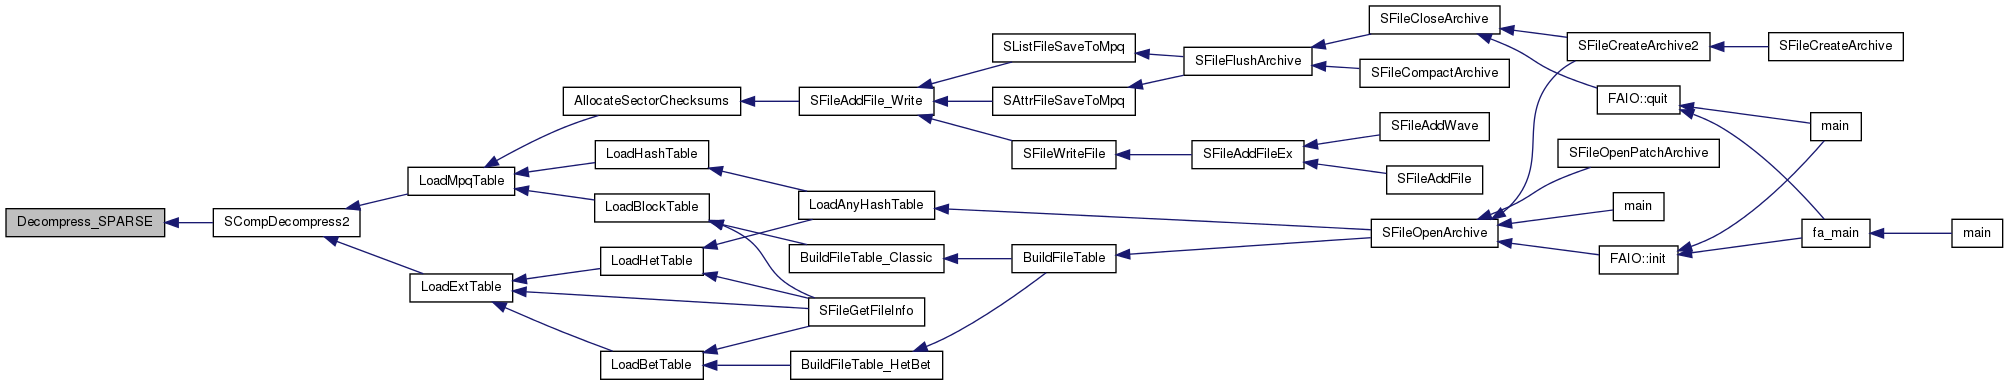 Decompress_SPARSE
SCompDecompress2
LoadMpqTable
LoadExtTable
AllocateSectorChecksums
LoadHashTable
LoadBlockTable
LoadHetTable
LoadBetTable
SFileAddFile_Write
LoadAnyHashTable
BuildFileTable_Classic
SFileGetFileInfo
BuildFileTable_HetBet
SListFileSaveToMpq
SAttrFileSaveToMpq
SFileWriteFile
BuildFileTable
SFileFlushArchive
SFileAddFileEx
SFileCloseArchive
SFileCompactArchive
SFileAddWave
SFileAddFile
SFileOpenArchive
SFileCreateArchive2
FAIO::quit
SFileOpenPatchArchive
main
FAIO::init
SFileCreateArchive
main
fa_main
main